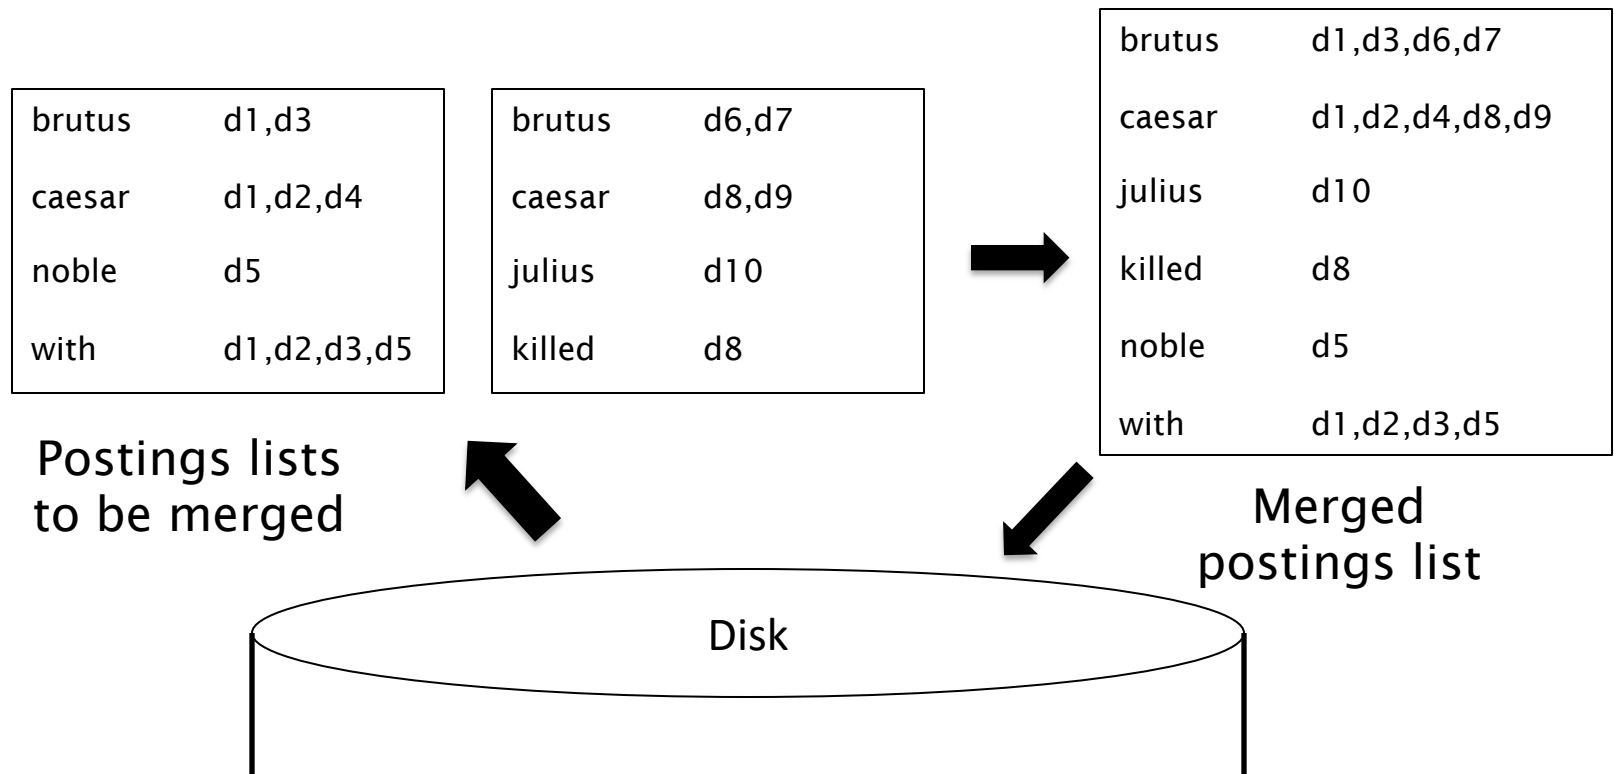 brutus d1,d3
caesar d1,d2,d4
noble d5
with d1,d2,d3,d5
Postings lists
to be merged
brutus d6,d7
caesar d8,d9
julius d10
killed d8
brutus d1,d3,d6,d7
caesar d1,d2,d4,d8,d9
julius d10
killed d8
noble d5
with d1,d2,d3,d5
Merged
postings list
Disk